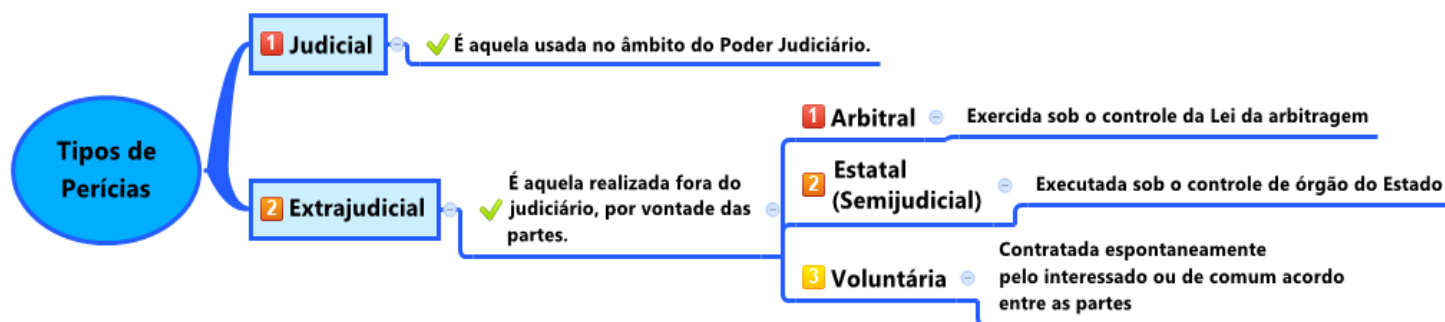 Tipos de
Perícias
1 Judicial
É aquela usada no âmbito do Poder Judiciário.
2 Extrajudicial
É aquela realizada fora do
judiciário, por vontade das
partes.
1 Arbitral
Exercida sob o controle da Lei da arbitragem
2 Estatal
(Semijudicial)
Executada sob o controle de órgão do Estado
3 Voluntária
Contratada espontaneamente
pelo interessado ou de comum acordo
entre as partes